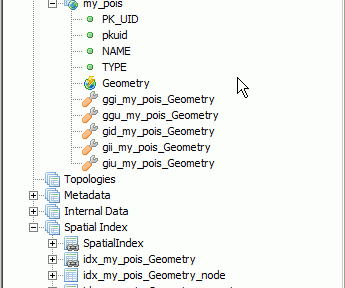 my_pois
PK_UID
pkuid
NAME
TYPE
Geometry
ggi_my_pois_Geometry
ggu_my_pois_Geometry
gid_my_pois_Geometry
gii_my_pois_Geometry
giu_my_pois_Geometry
Topologies
Metadata
Internal Data
Spatial Index
SpatialIndex
idx_my_pois_Geometry
idx_my_pois_Geometry_node